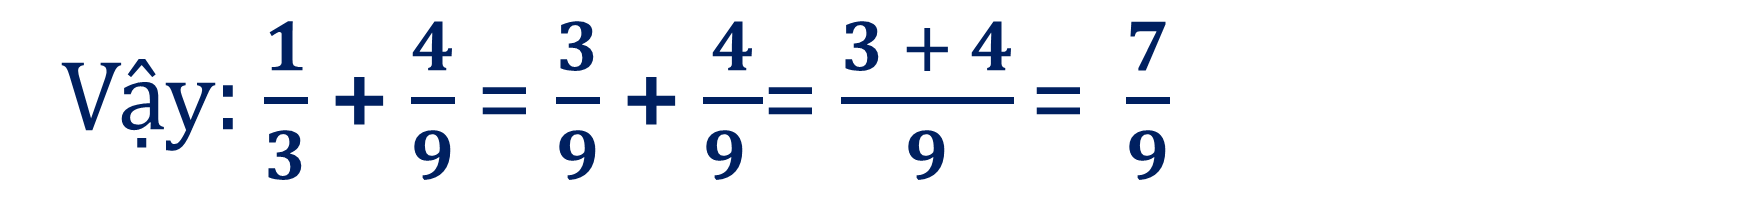 Vậy: 1/3 + 4/9 = 3/9 + 4/9 = (3 + 4)/9 = 7/9